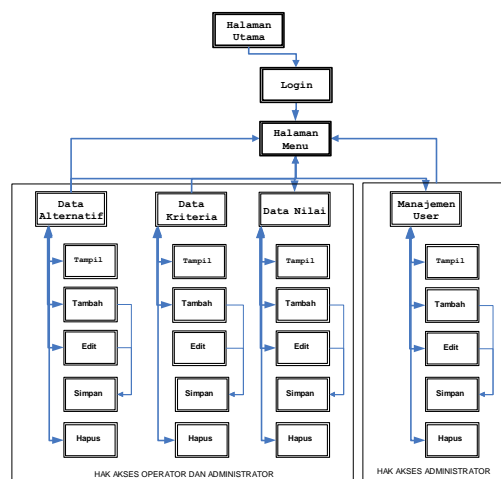 Halaman
Utama
Login
Halaman
Menu
Data
Alternatif
Data
Kriteria
Data Nilai
Manajemen
User
Tampil
Tampil
Tampil
Tampil
Tambah
Tambah
Tambah
Tambah
Edit
Edit
Edit
Edit
Simpan
Simpan
Simpan
Simpan
Hapus
Hapus
Hapus
Hapus
HAK AKSES OPERATOR DAN ADMINISTRATOR
HAK AKSES ADMINISTRATOR